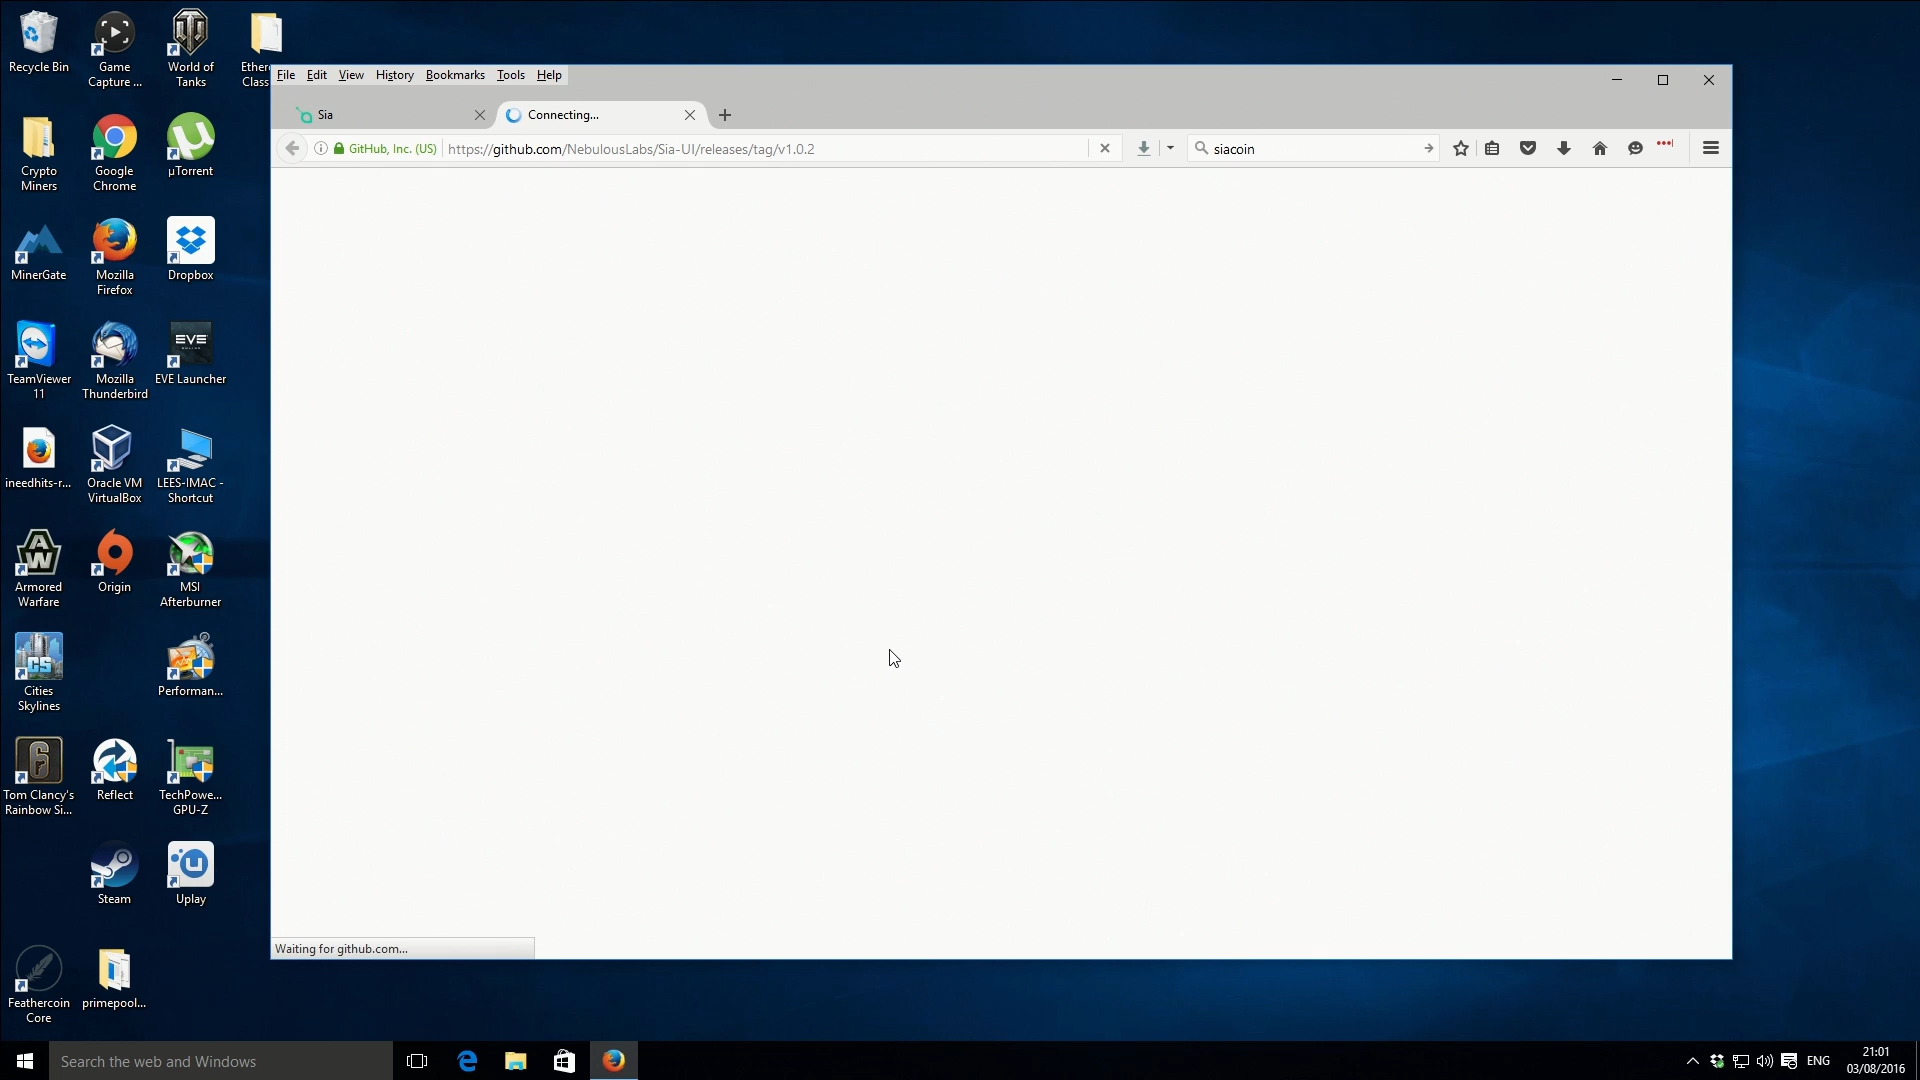 Recycle Bin
Game
Capture ...
World of
Tanks
Ether
Class
Crypto
Miners
Google
Chrome
µTorrent
MinerGate
Mozilla
Firefox
Dropbox
TeamViewer
11
Mozilla
Thunderbird
EVE
EVE Launcher
ineedhits-r...
Oracle VM
VirtualBox
LEES-IMAC -
Shortcut
AW
Armored
Warfare
Origin
MSI
Afterburner
CS
Cities
Skylines
Performan...
6
Tom Clancy's
Rainbow Si...
Reflect
TechPowe...
GPU-Z
Steam
Uplay
Feathercoin
Core
primepool...
File Edit View History Bookmarks Tools Help
Sia
Connecting...
GitHub, Inc. (US) https://github.com/NebulousLabs/Sia-UI/releases/tag/v1.0.2
siacoin
Waiting for github.com...
Search the web and Windows
ENG
21:01
03/08/2016